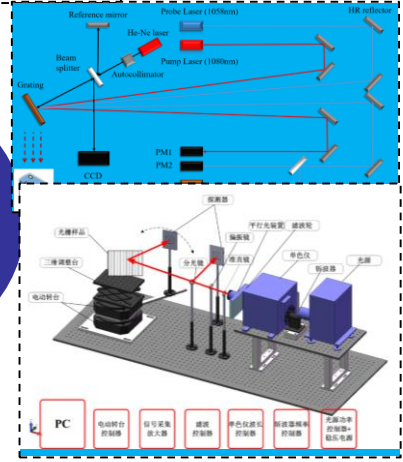 Reference mirror
Probe Laser (1058nm)
HR reflector
He-Ne laser
Beam
splitter
Pump Laser (1080nm)
Autocollimator
Grating
PM1
PM2
CCD
探测器
光栅样品
偏振镜
平行光装置
滤波轮
单色仪
三维调整台
分光镜
准直镜
斩波器
光源
电动转台
PC
电动转台
控制器
信号采集
放大器
滤波
控制器
单色仪波长
控制器
斩波器频率
控制器
光源功率
控制器+
稳压电源